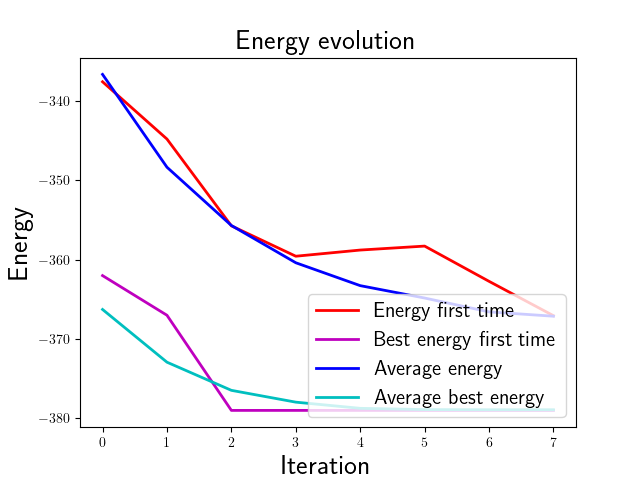 Energy evolution
Energy
−340
−350
−360
−370
−380
Energy first time
Best energy first time
Average energy
Average best energy
0 1 2 3 4 5 6 7
Iteration